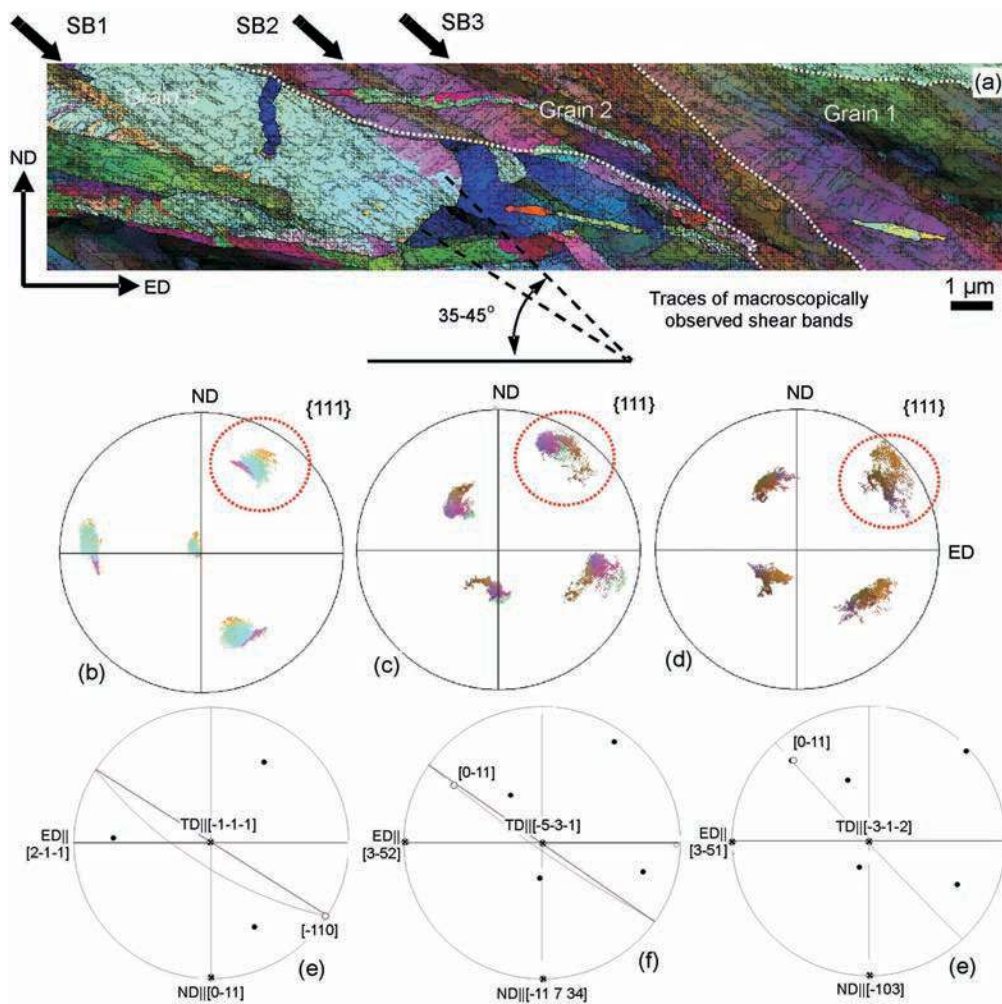 SB1
SB2
SB3
(a)
Grain 3
Grain 2
Grain 1
ND
ED
1 µm
35-45°
Traces of macroscopically
observed shear bands
ND
{111}
ND
{111}
ND
{111}
ED
(b)
(c)
(d)
[0-11]
[0-11]
TD||[-1-1-1]
TD||[-5-3-1]
TD||[-3-1-2]
ED||
[2-1-1]
ED||
[3-52]
ED||
[3-51]
[-110]
(e)
(f)
(e)
ND||[0-11]
ND||[-11 7 34]
ND||[-103]